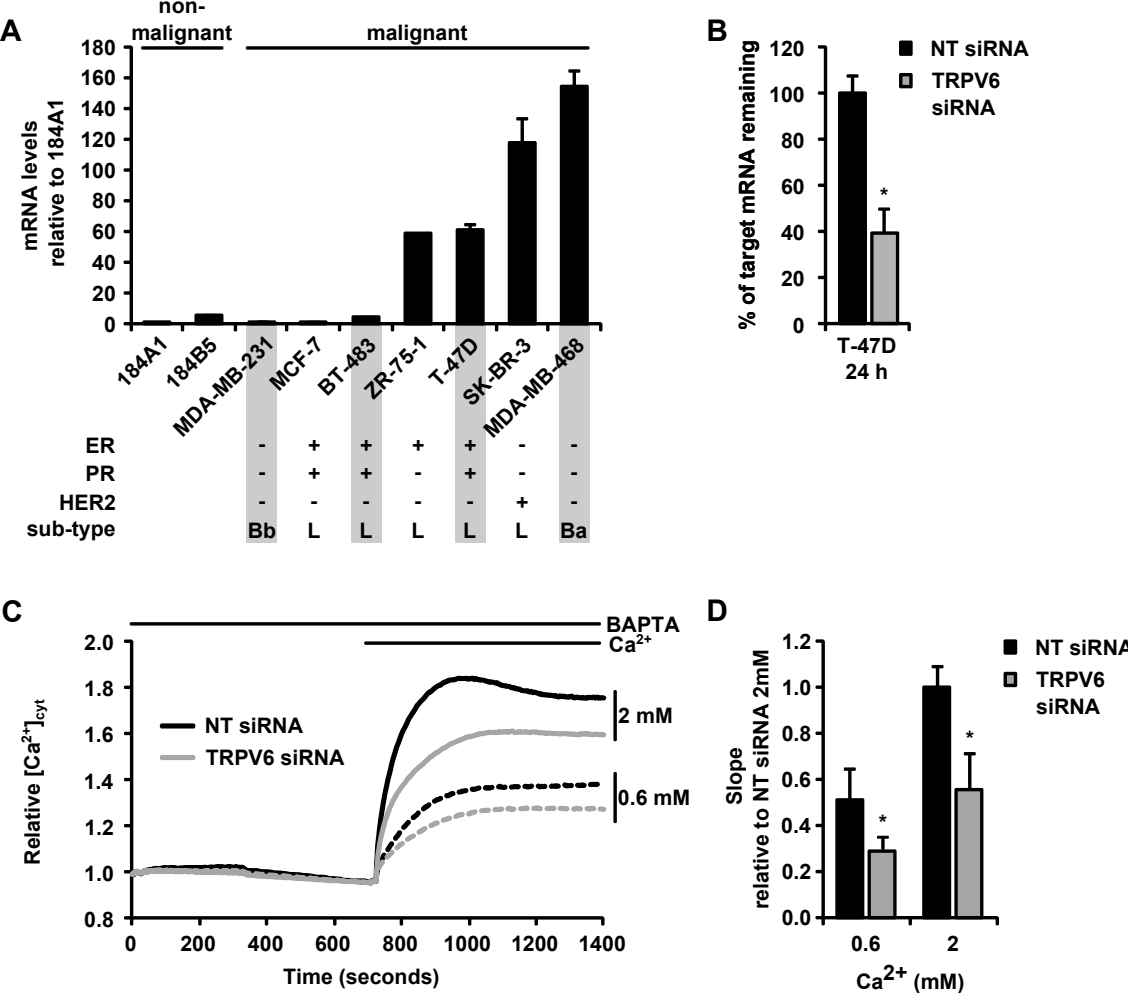 A
non-
malignant
malignant
mRNA levels
relative to 184A1
180
160
140
120
100
80
60
40
20
0
184A1
184B5
MDA-MB-231
MCF-7
BT-483
ZR-75-1
T-47D
SK-BR-3
MDA-MB-468
ER - + + + + - -
PR - + + - + - -
HER2 - - - - - + -
sub-type Bb L L L L L Ba
B
% of target mRNA remaining
120
100
80
60
40
20
0
*
NT siRNA
TRPV6
siRNA
T-47D
24 h
C
BAPTA
Ca²⁺
Relative [Ca²⁺]cyt
2.0
1.8
1.6
1.4
1.2
1.0
0.8
NT siRNA
TRPV6 siRNA
2 mM
0.6 mM
0 200 400 600 800 1000 1200 1400
Time (seconds)
D
Slope
relative to NT siRNA 2mM
1.2
1.0
0.8
0.6
0.4
0.2
0.0
*
*
NT siRNA
TRPV6
siRNA
0.6 2
Ca²⁺ (mM)